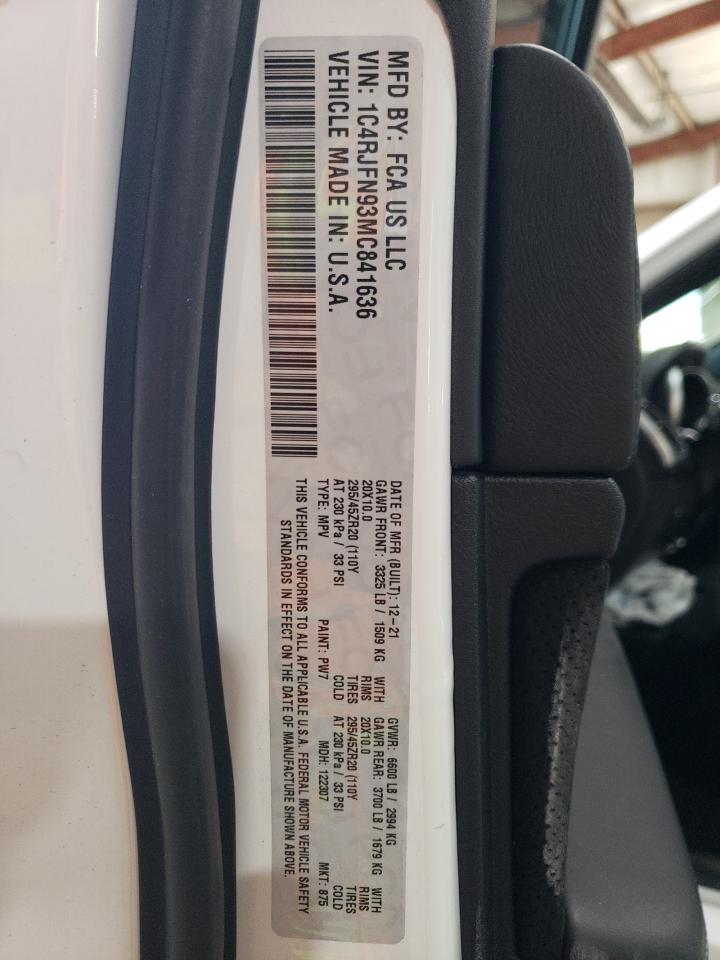 MFD BY: FCA US LLC
VIN: 1C4RJFN93MC841636
VEHICLE MADE IN: U.S.A.
DATE OF MFR (BUILT): 12-21 GVWR: 6600 LB / 2994 KG
GAWR FRONT: 3325 LB / 1509 KG WITH GAWR REAR: 3700 LB / 1679 KG WITH
20X10.0 RIMS 20X10.0 RIMS
295/45ZR20 (110Y TIRES 295/45ZR20 (110Y TIRES
AT 230 kPa / 33 PSI COLD AT 230 kPa / 33 PSI COLD
TYPE: MPV PAINT: PW7 MDH: 122307 MKT: 875
THIS VEHICLE CONFORMS TO ALL APPLICABLE U.S.A. FEDERAL MOTOR VEHICLE SAFETY
STANDARDS IN EFFECT ON THE DATE OF MANUFACTURE SHOWN ABOVE.